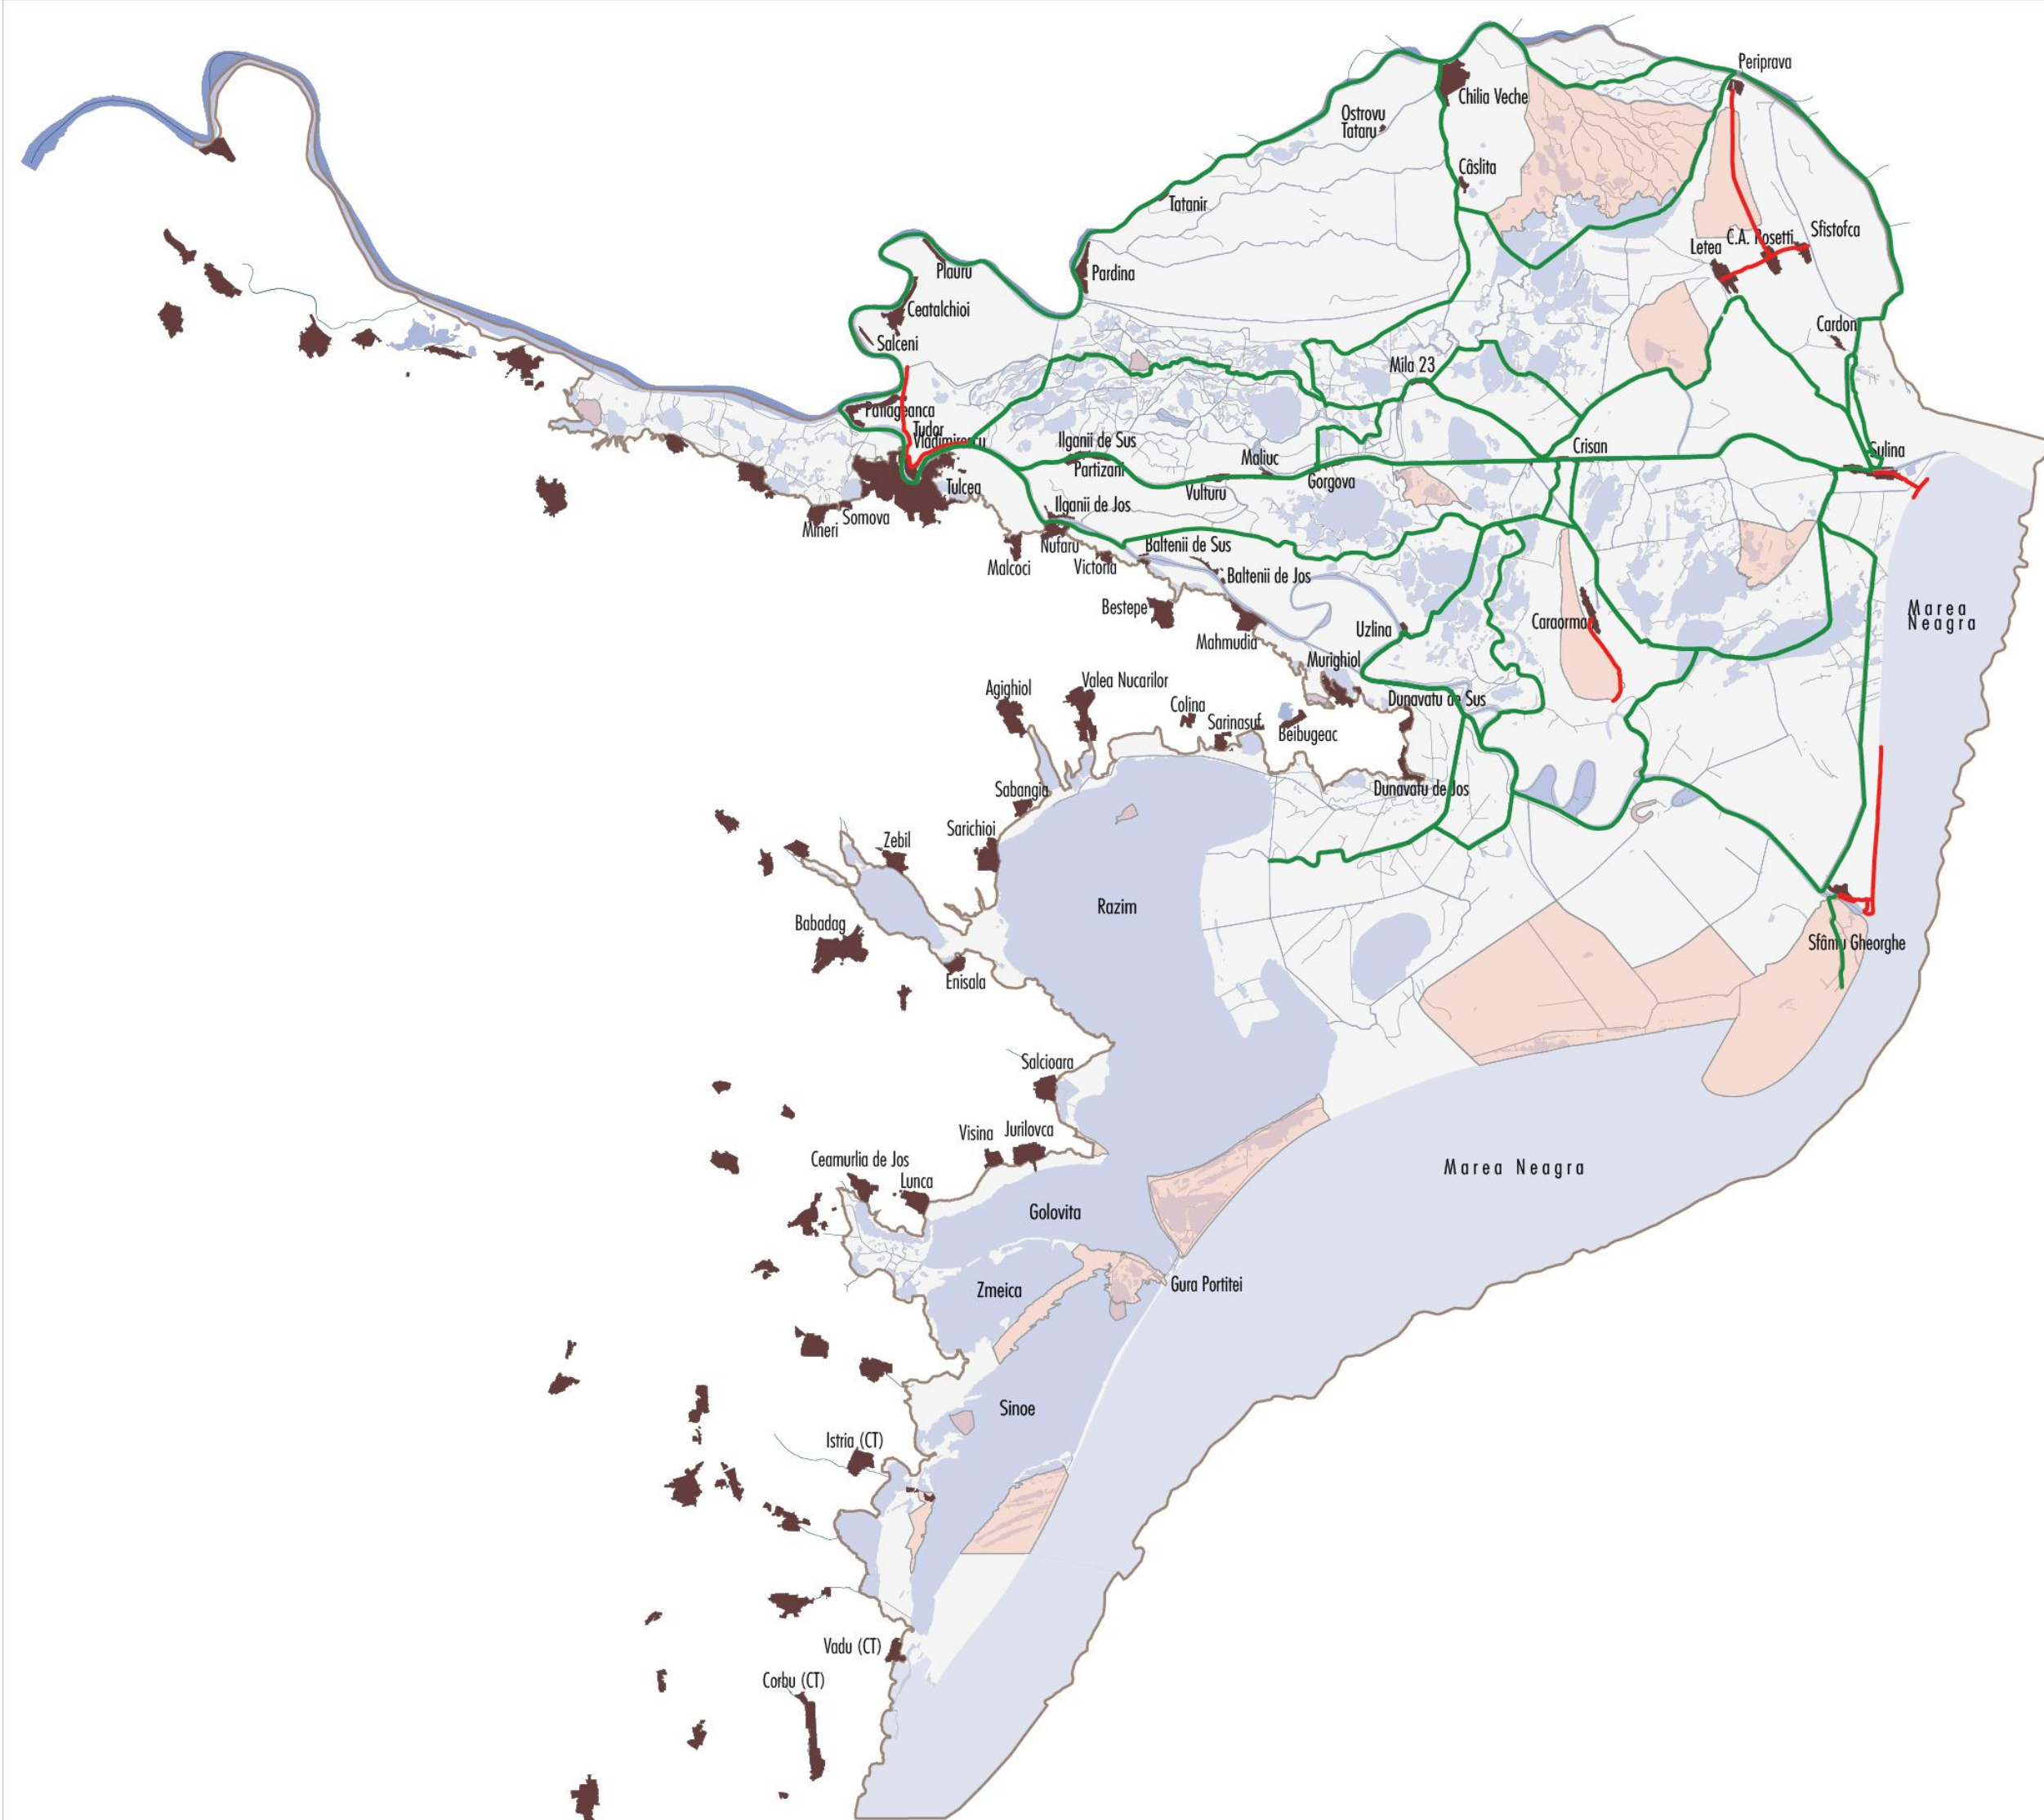 Periprava
Chilia Veche
Ostrovu
Tataru
Câslita
Tatanir
Sfistofca
C.A. Rosetti
Letea
Plauru
Pardina
Ceatalchioi
Cardon
Salceni
Mila 23
Patlageanca
Tudor
Vladimirescu
Ilganii de Sus
Crisan
Sulina
Maliuc
Partizani
Gorgova
Tulcea
Vulturu
Ilganii de Jos
Somova
Mineri
Nufaru
Baltenii de Sus
Malcoci
Victoria
Baltenii de Jos
Bestepe
Marea
Neagra
Caraorman
Uzlina
Mahmudia
Murighiol
Valea Nucarilor
Agighiol
Dunavatu de Sus
Colina
Sarinasuf
Beibugeac
Sabangia
Dunavatu de Jos
Sarichioi
Zebil
Razim
Babadag
Sfântu Gheorghe
Enisala
Salcioara
Visina
Jurilovca
Ceamurlia de Jos
Marea Neagra
Lunca
Golovita
Gura Portitei
Zmeica
Sinoe
Istria (CT)
Vadu (CT)
Corbu (CT)